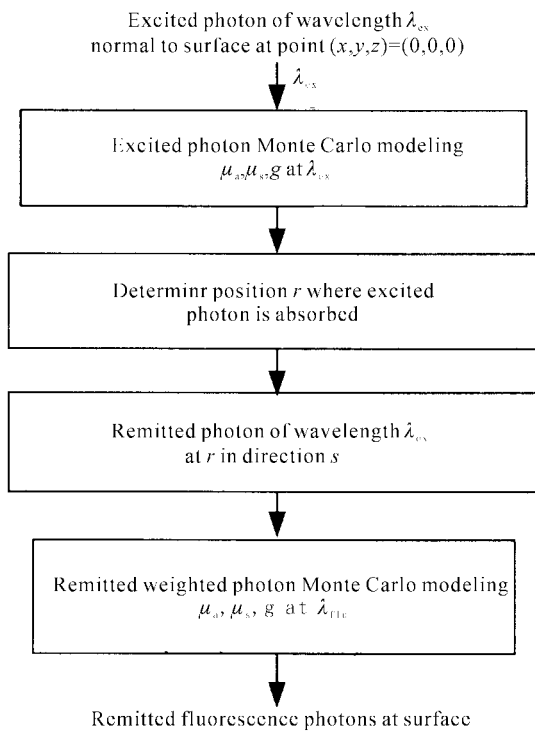 Excited photon of wavelength λex
normal to surface at point (x,y,z)=(0,0,0)
λex
Excited photon Monte Carlo modeling
μa,μs,g at λex
Determinr position r where excited
photon is absorbed
Remitted photon of wavelength λex
at r in direction s
Remitted weighted photon Monte Carlo modeling
μa, μs, g at λflu
Remitted fluorescence photons at surface